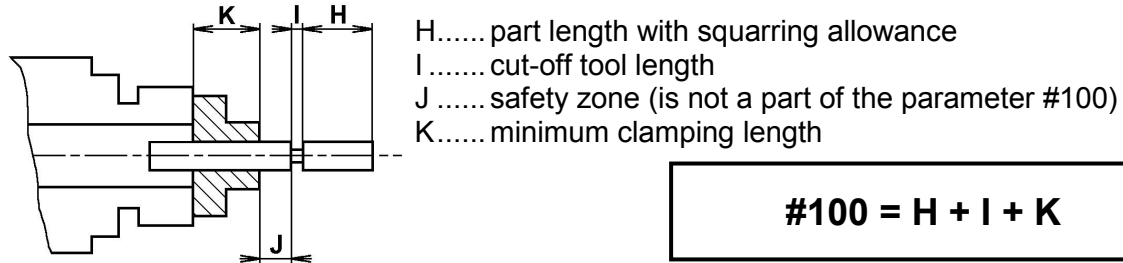 K I H
H...... part length with squarring allowance
I ....... cut-off tool length
J ...... safety zone (is not a part of the parameter #100)
K...... minimum clamping length
#100 = H + I + K
J